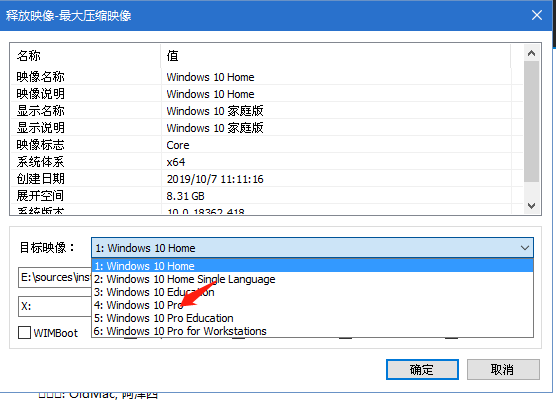 释放映像-最大压缩映像
名称 值
映像名称 Windows 10 Home
映像说明 Windows 10 Home
显示名称 Windows 10 家庭版
显示说明 Windows 10 家庭版
映像标志 Core
系统体系 x64
创建日期 2019/10/7 11:11:16
展开空间 8.31 GB
系统版本 10.0.18362.418
目标映像： 1: Windows 10 Home
1: Windows 10 Home
E:\sources\inst
2: Windows 10 Home Single Language
3: Windows 10 Education
X:
4: Windows 10 Pro
5: Windows 10 Pro Education
WIMBoot
6: Windows 10 Pro for Workstations
确定 取消
OldMac, 阿泽西